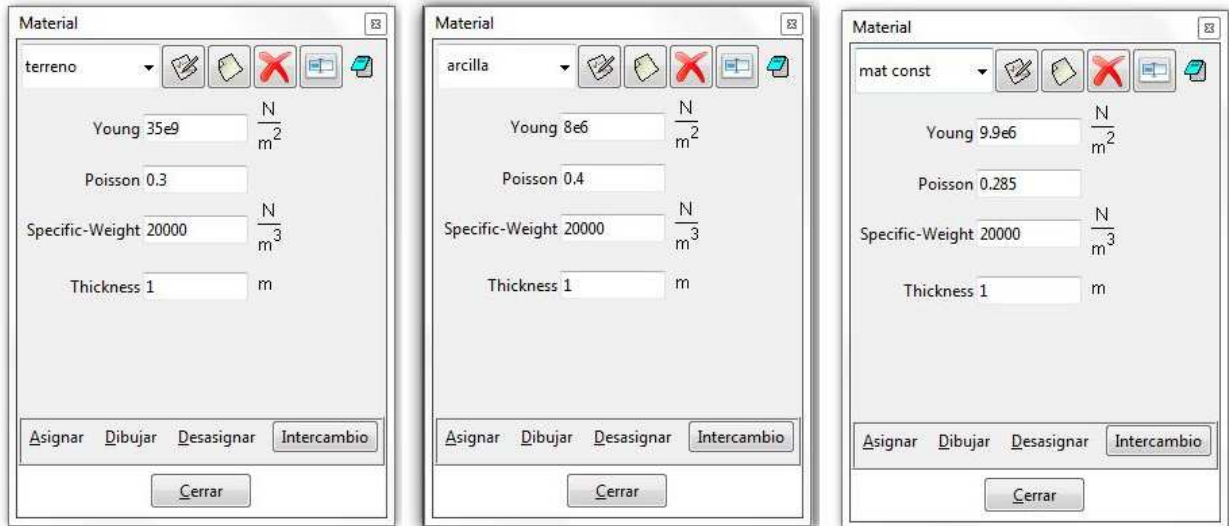 Material
terreno
Young 35e9 N/m2
Poisson 0.3
Specific-Weight 20000 N/m3
Thickness 1 m
Asignar Dibujar Desasignar Intercambio
Cerrar
Material
arcilla
Young 8e6 N/m2
Poisson 0.4
Specific-Weight 20000 N/m3
Thickness 1 m
Asignar Dibujar Desasignar Intercambio
Cerrar
Material
mat const
Young 9.9e6 N/m2
Poisson 0.285
Specific-Weight 20000 N/m3
Thickness 1 m
Asignar Dibujar Desasignar Intercambio
Cerrar